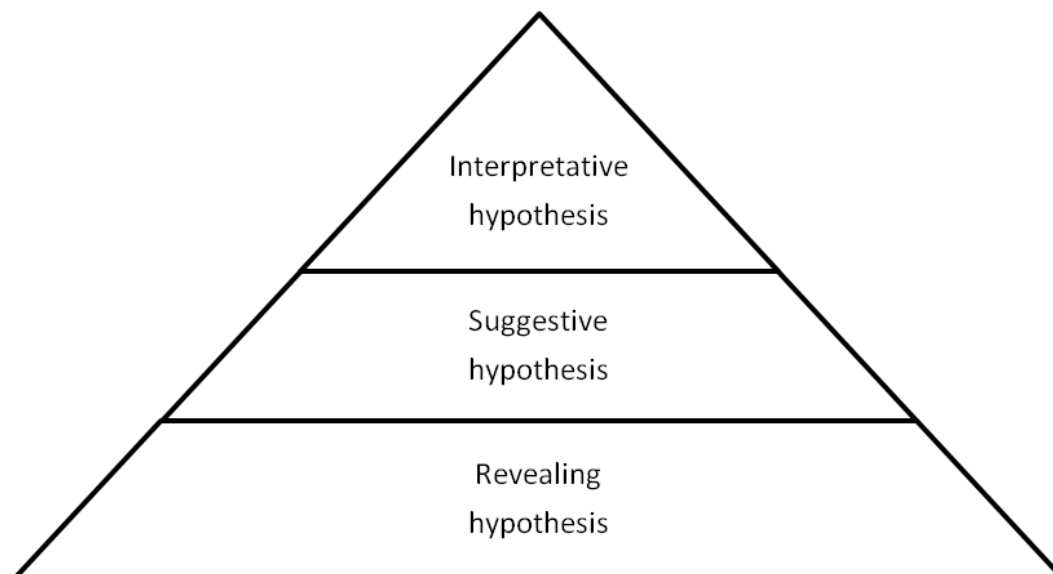 Interpretative
hypothesis
Suggestive
hypothesis
Revealing
hypothesis